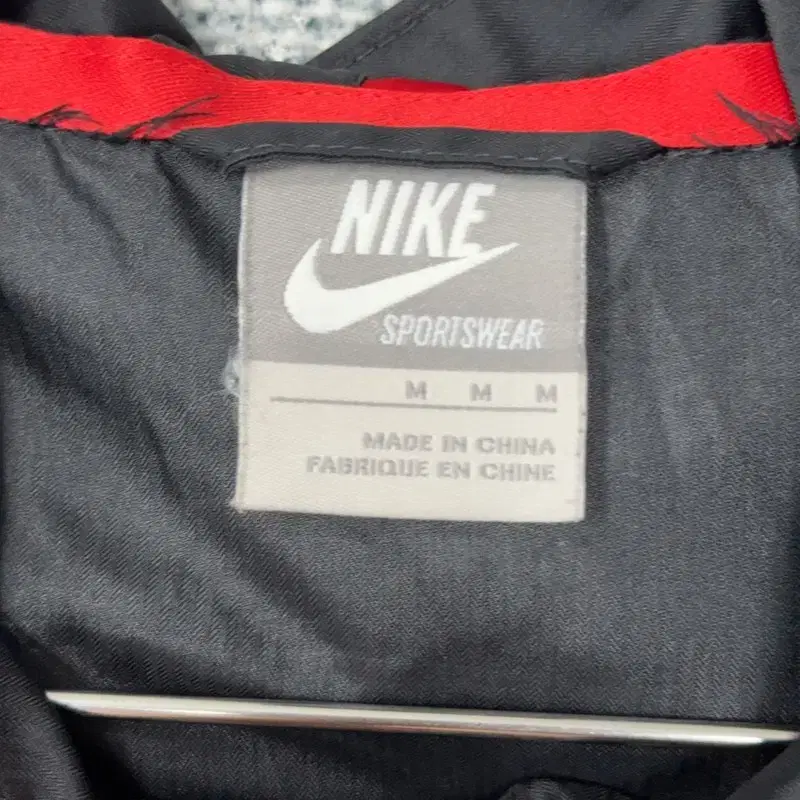 NIKE
SPORTSWEAR
M M M
MADE IN CHINA
FABRIQUE EN CHINE